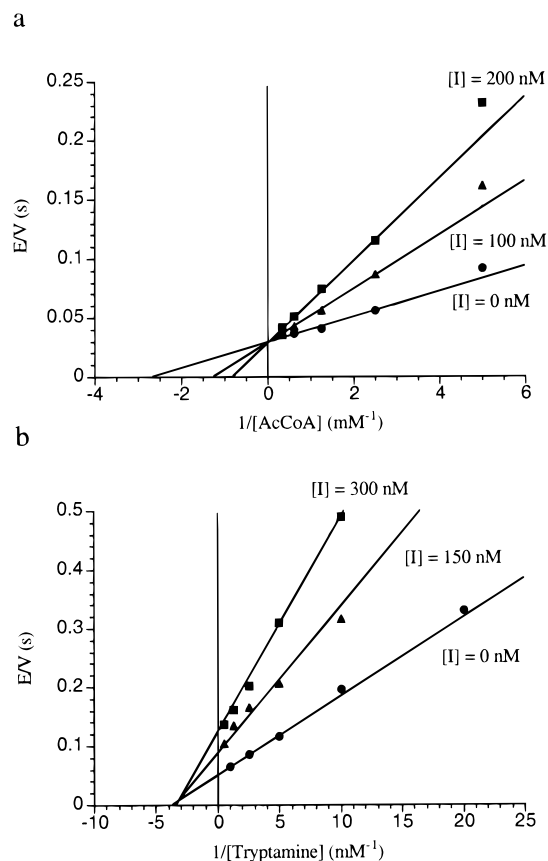 a
[I] = 200 nM
0.25
0.2
0.15
0.1
0.05
0
E/V (s)
[I] = 100 nM
[I] = 0 nM
-4 -2 0 2 4 6
1/[AcCoA] (mM⁻¹)
b
[I] = 300 nM
0.5
0.4
0.3
0.2
0.1
0
E/V (s)
[I] = 150 nM
[I] = 0 nM
-10 -5 0 5 10 15 20 25
1/[Tryptamine] (mM⁻¹)